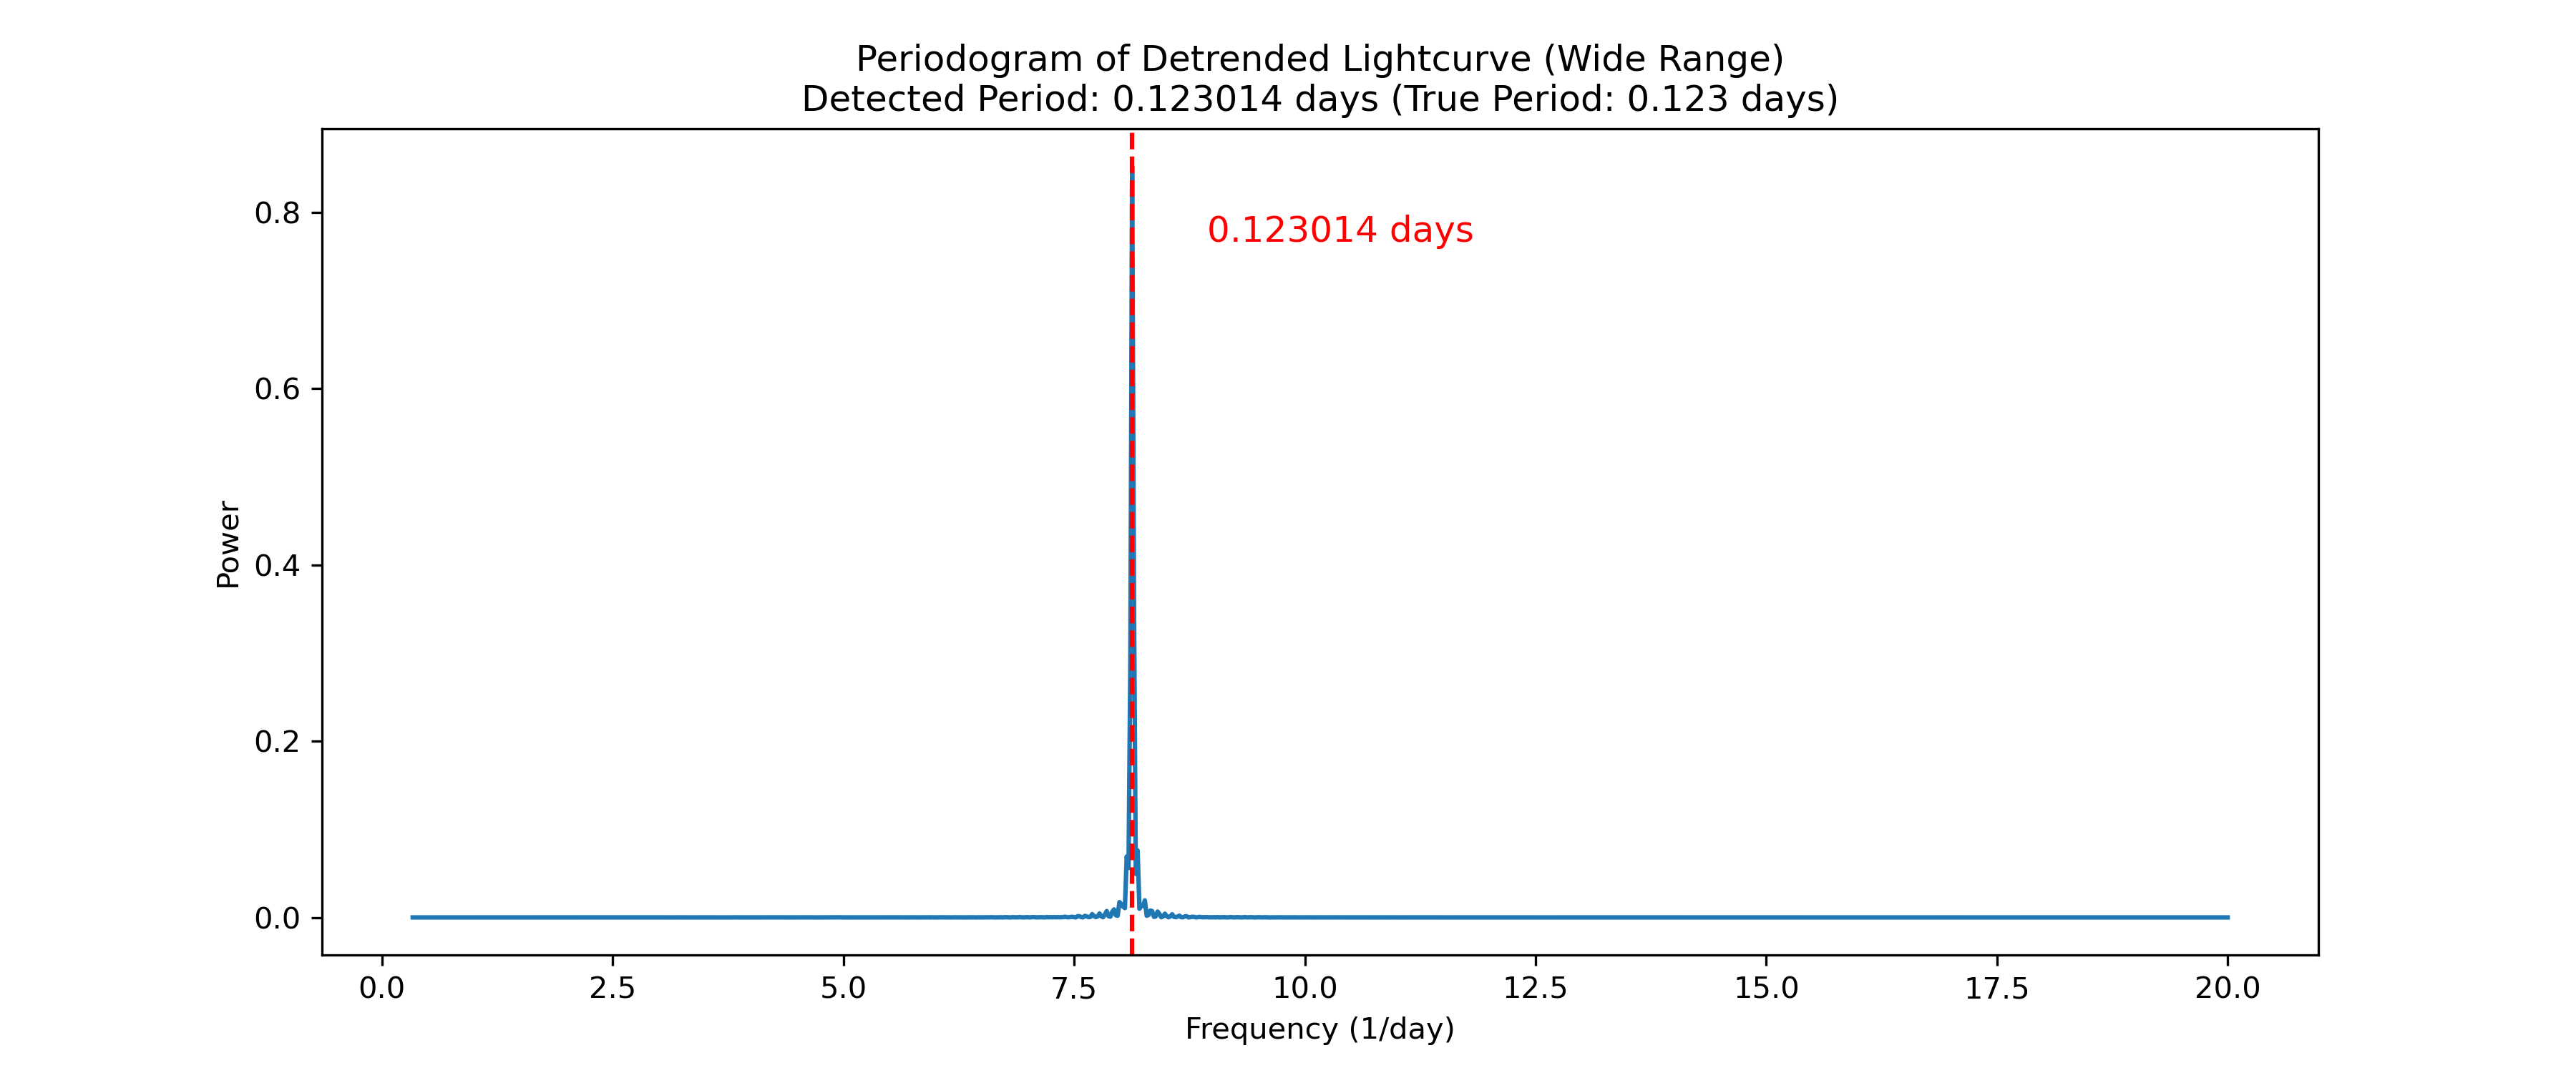 Periodogram of Detrended Lightcurve (Wide Range)
Detected Period: 0.123014 days (True Period: 0.123 days)
0.123014 days
Power
0.8
0.6
0.4
0.2
0.0
0.0 2.5 5.0 7.5 10.0 12.5 15.0 17.5 20.0
Frequency (1/day)